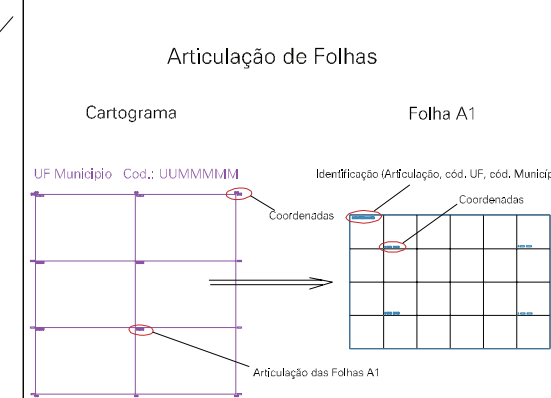 Articulação de Folhas
Cartograma
Folha A1
UF Municipio Cod.: UUMMMMM
Identificação (Articulação, cód. UF, cód. Municíp
Coordenadas
Coordenadas
Articulação das Folhas A1